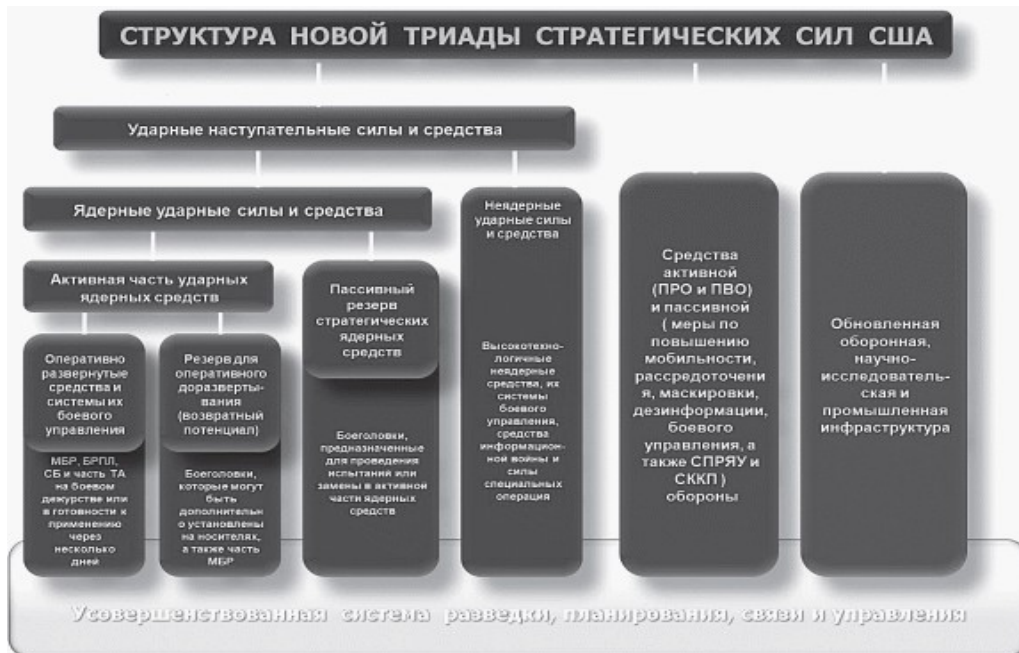 СТРУКТУРА НОВОЙ ТРИАДЫ СТРАТЕГИЧЕСКИХ СИЛ США
Ударные наступательные силы и средства
Ядерные ударные силы и средства
Активная часть ударных
ядерных средств
Оперативно
развернутые
средства и
системы их
боевого
управления
МБР, БРПЛ,
СБ и часть ТА
на боевом
дежурстве или
в готовности к
применению
через
несколько
дней
Резерв для
оперативного
доразверты-
вания
(возвратный
потенциал)
Боеголовки,
которые могут
быть
дополнительн
о установлены
на носителях,
а также часть
МБР
Пассивный
резерв
стратегических
ядерных
средств
Боеголовки,
предназначенные
для проведения
испытаний или
замены в активной
части ядерных
средств
Неядерные
ударные силы
и средства
Высокотехно-
логичные
неядерные
средства, их
системы
боевого
управления,
средства
информацион-
ной войны и
силы
специальных
операция
Средства
активной
(ПРО и ПВО)
и пассивной
( меры по
повышению
мобильности,
рассредоточени
я, маскировки,
дезинформации,
боевого
управления, а
также СПРЯУ и
СККП )
обороны
Обновленная
оборонная,
научно-
исследователь-
ская и
промышленная
инфраструктура
Усовершенствованная система разведки, планирования, связи и управления